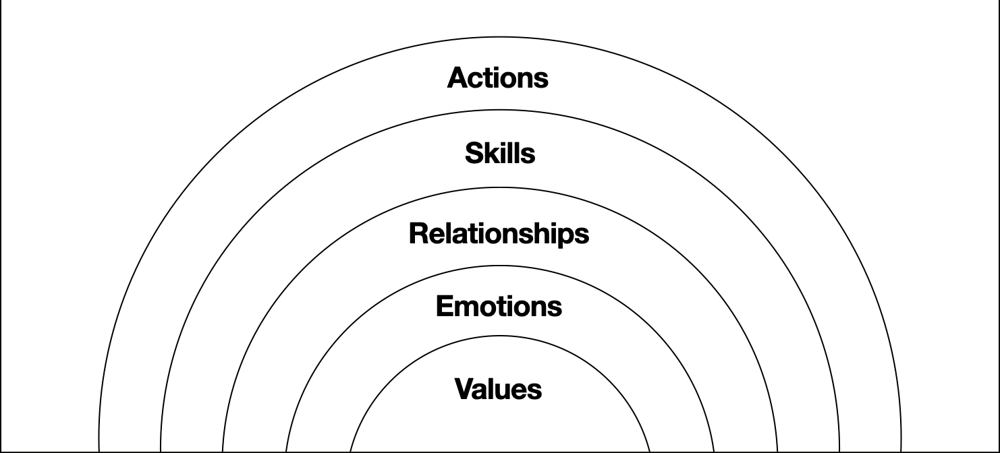 Actions
Skills
Relationships
Emotions
Values